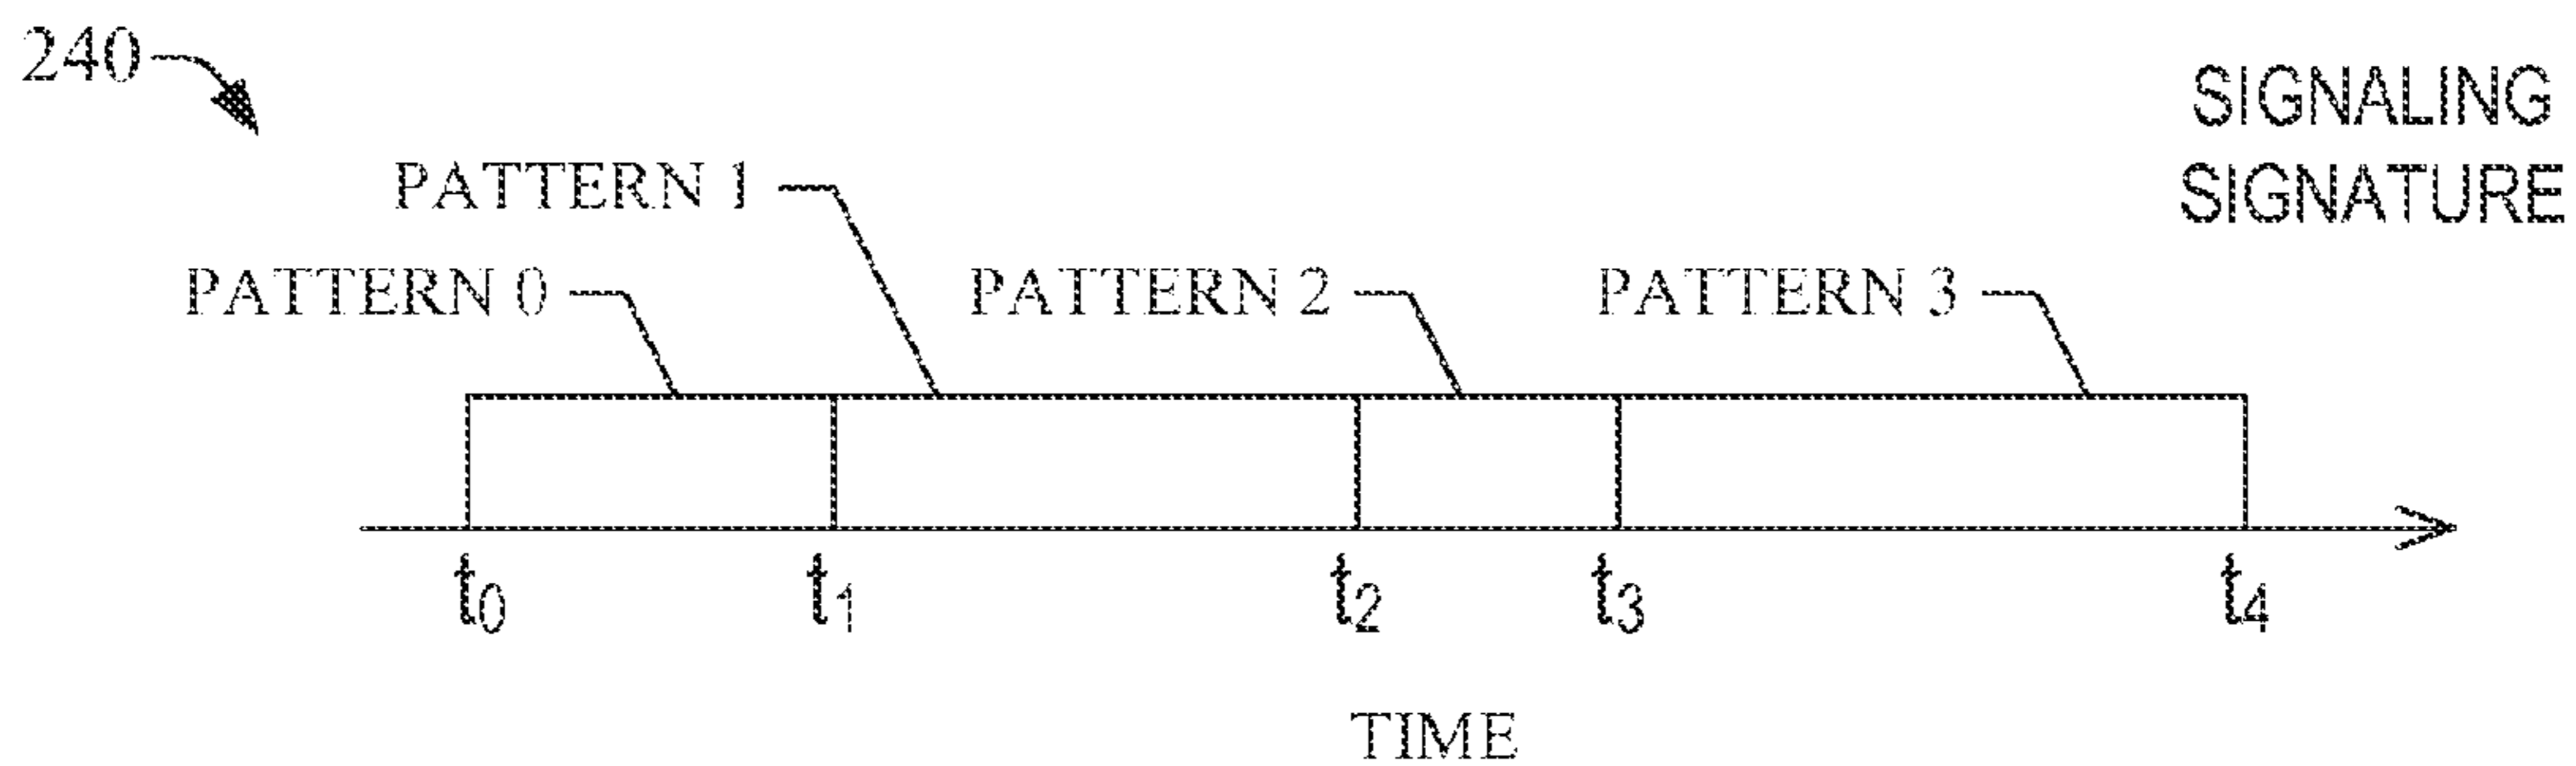 240
SIGNALING
SIGNATURE
PATTERN 1
PATTERN 0
PATTERN 2
PATTERN 3
t0
t1
t2
t3
t4
TIME